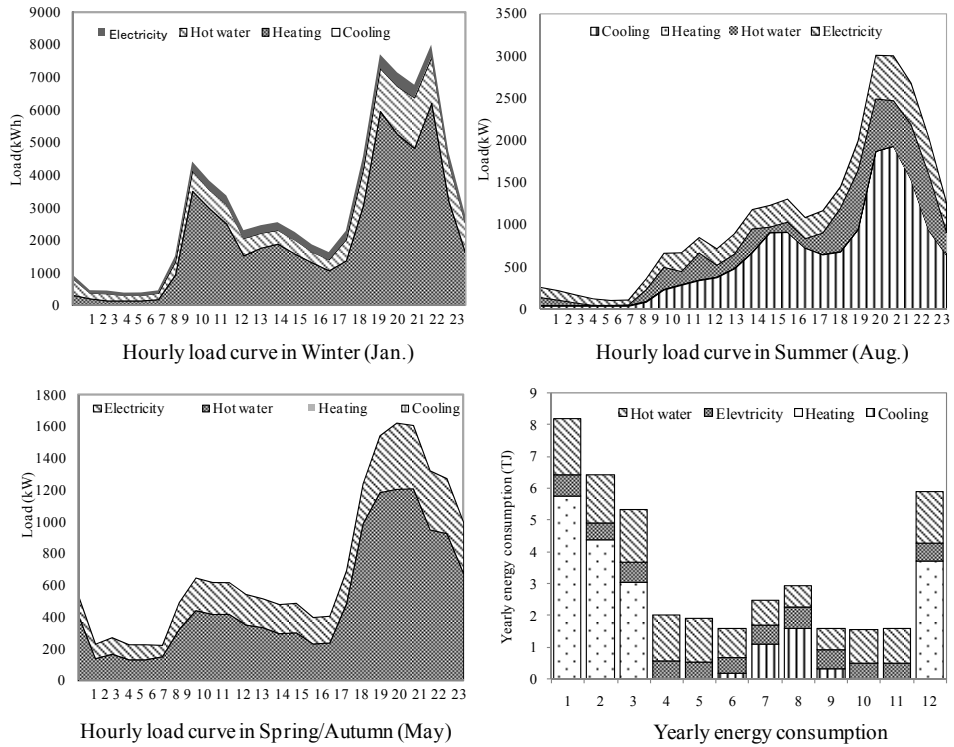 9000
8000
7000
6000
5000
4000
3000
2000
1000
0
Load(kWh)
Electricity Hot water Heating Cooling
1 2 3 4 5 6 7 8 9 10 11 12 13 14 15 16 17 18 19 20 21 22 23
Hourly load curve in Winter (Jan.)
3500
3000
2500
2000
1500
1000
500
0
Load(kW)
Cooling Heating Hot water Electricity
1 2 3 4 5 6 7 8 9 10 11 12 13 14 15 16 17 18 19 20 21 22 23
Hourly load curve in Summer (Aug.)
1800
1600
1400
1200
1000
800
600
400
200
0
Load (kW)
Electricity Hot water Heating Cooling
1 2 3 4 5 6 7 8 9 10 11 12 13 14 15 16 17 18 19 20 21 22 23
Hourly load curve in Spring/Autumn (May)
9
8
7
6
5
4
3
2
1
0
Yearly energy consumption (TJ)
Hot water Elevtricity Heating Cooling
1 2 3 4 5 6 7 8 9 10 11 12
Yearly energy consumption